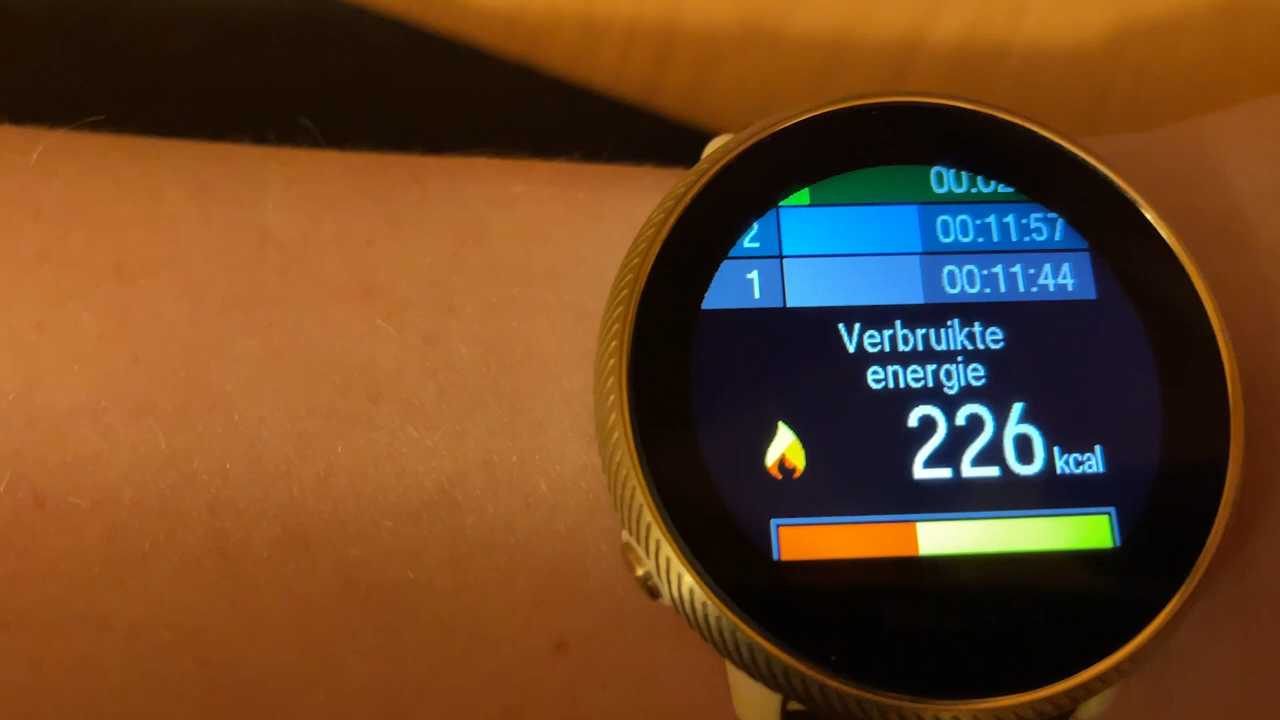 2 00:11:57
1 00:11:44
Verbruikte
energie
226 kcal